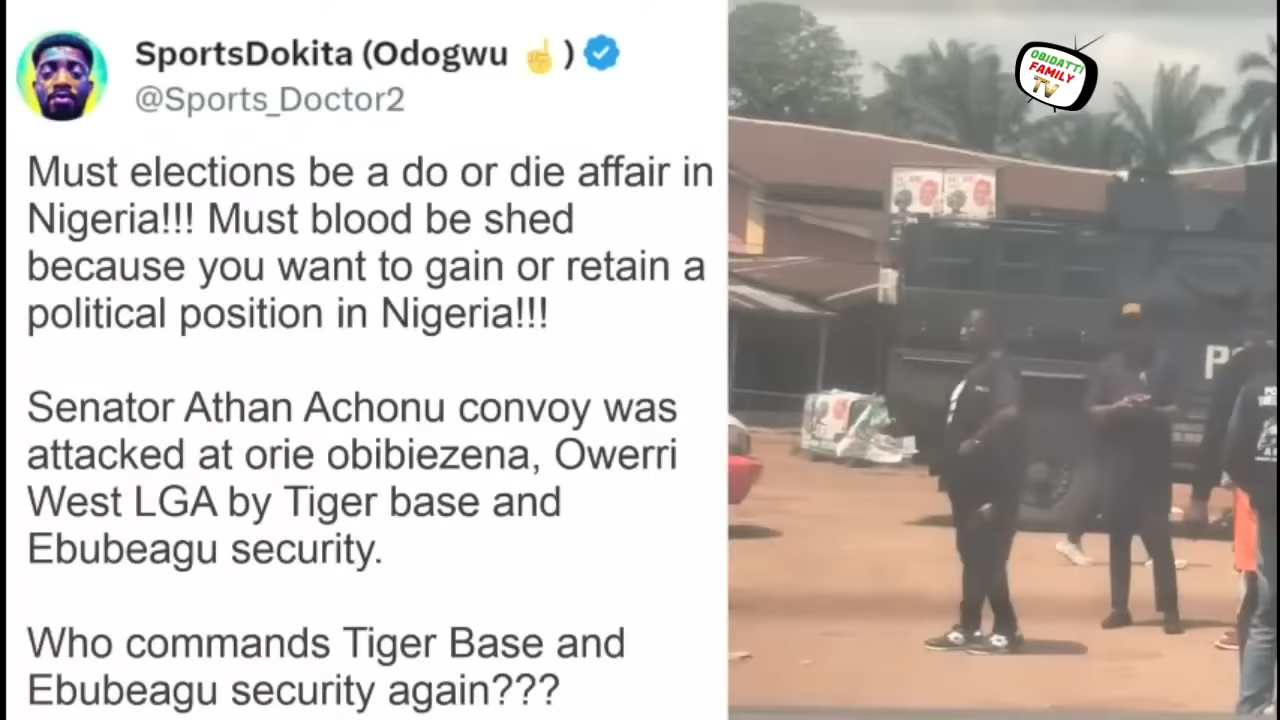 SportsDokita (Odogwu ☝️)
@Sports_Doctor2
Must elections be a do or die affair in
Nigeria!!! Must blood be shed
because you want to gain or retain a
political position in Nigeria!!!
Senator Athan Achonu convoy was
attacked at orie obibiezena, Owerri
West LGA by Tiger base and
Ebubeagu security.
Who commands Tiger Base and
Ebubeagu security again???
OBIDATTI
FAMILY
TV